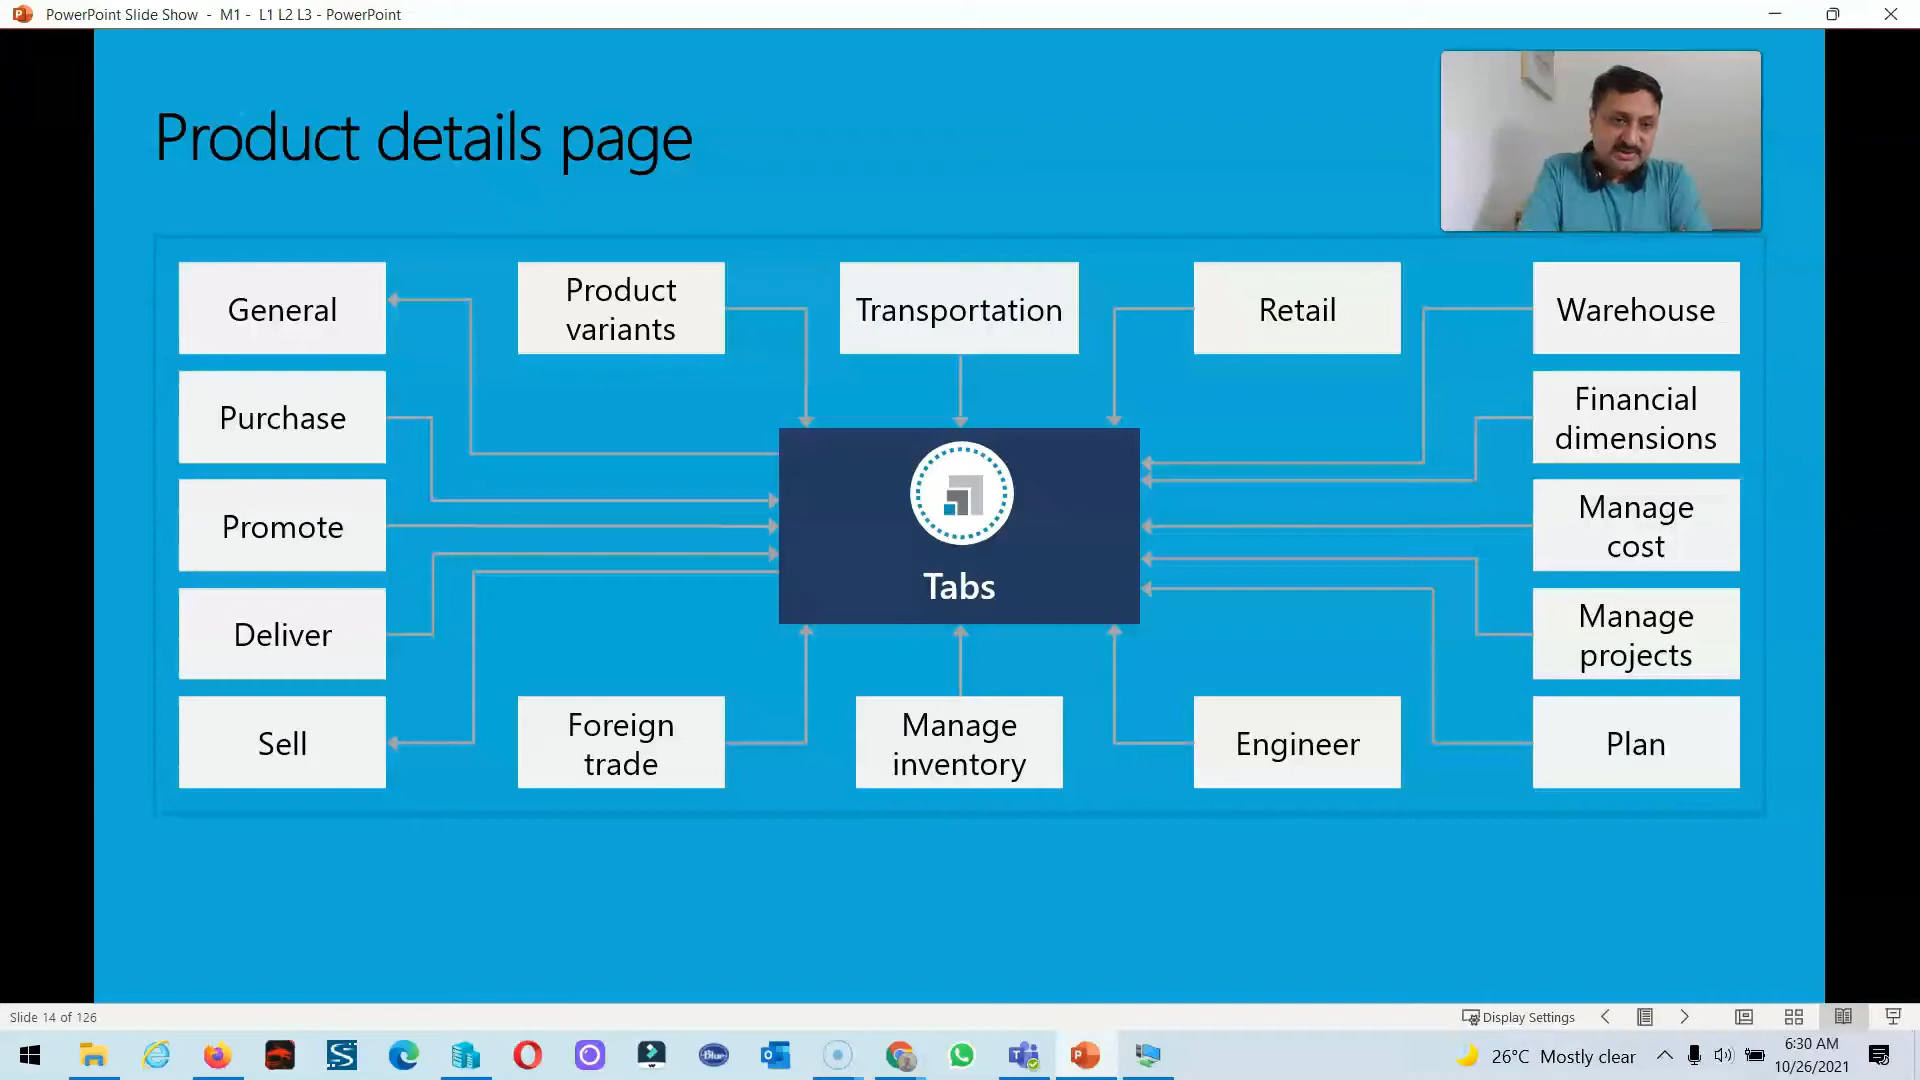 PowerPoint Slide Show - M1 - L1 L2 L3 - PowerPoint
Product details page
General
Product
variants
Transportation
Retail
Warehouse
Purchase
Financial
dimensions
Promote
Tabs
Manage
cost
Deliver
Manage
projects
Sell
Foreign
trade
Manage
inventory
Engineer
Plan
Slide 14 of 126
Display Settings
Blue
26°C Mostly clear
6:30 AM
10/26/2021